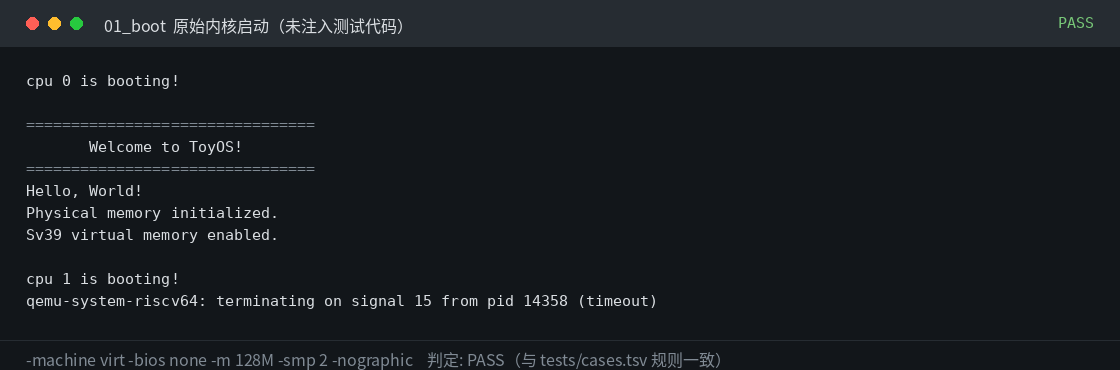 01_boot 原始内核启动（未注入测试代码） PASS
cpu 0 is booting!
================================
Welcome to ToyOS!
================================
Hello, World!
Physical memory initialized.
Sv39 virtual memory enabled.
cpu 1 is booting!
qemu-system-riscv64: terminating on signal 15 from pid 14358 (timeout)
-machine virt -bios none -m 128M -smp 2 -nographic 判定: PASS（与 tests/cases.tsv 规则一致）